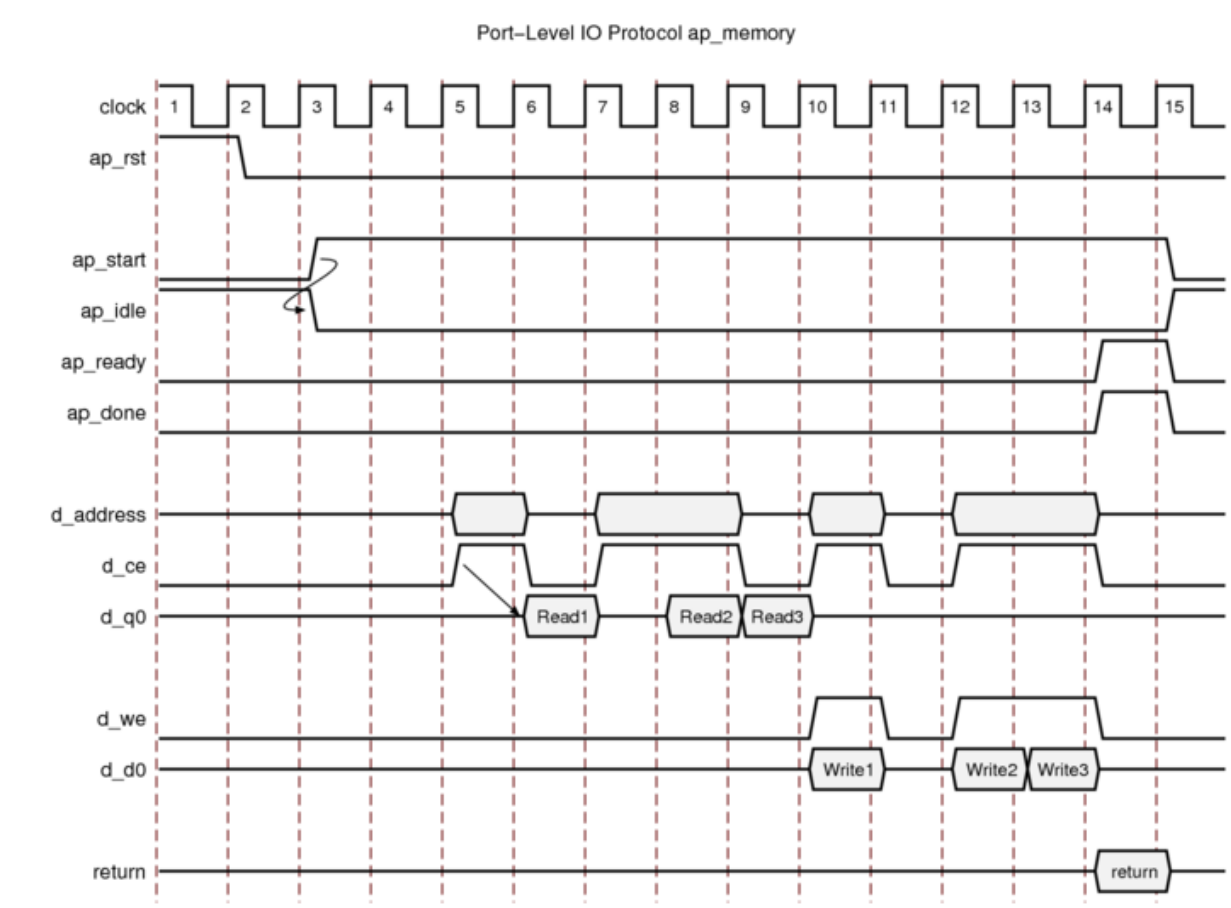 Port-Level IO Protocol ap_memory
clock 1 2 3 4 5 6 7 8 9 10 11 12 13 14 15
ap_rst
ap_start
ap_idle
ap_ready
ap_done
d_address
d_ce
d_q0 Read1 Read2 Read3
d_we
d_d0 Write1 Write2 Write3
return return